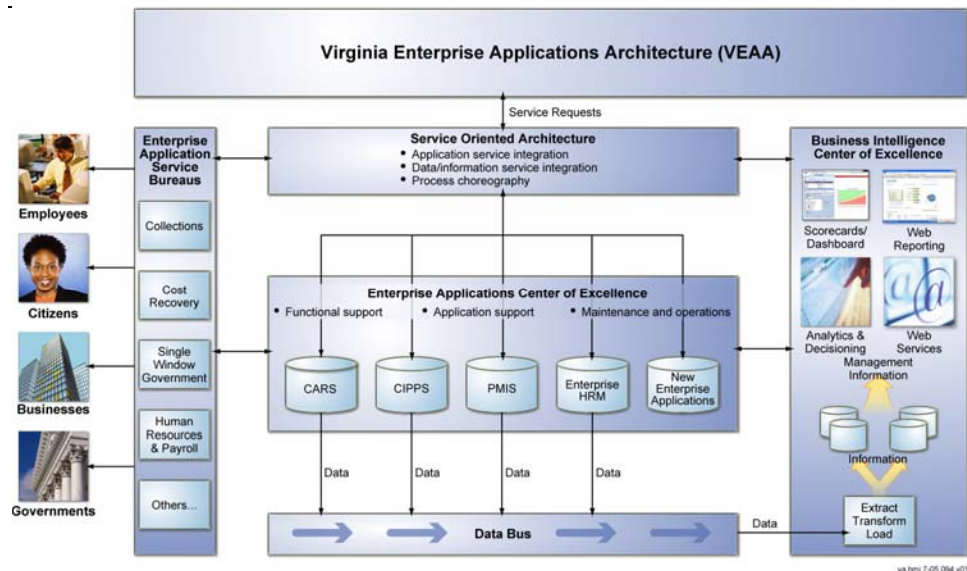 Virginia Enterprise Applications Architecture (VEAA)
Service Requests
Service Oriented Architecture
• Application service integration
• Data/information service integration
• Process choreography
Employees
Citizens
Businesses
Governments
Enterprise
Application
Service
Bureaus
Collections
Cost
Recovery
Single
Window
Government
Human
Resources
& Payroll
Others...
Enterprise Applications Center of Excellence
• Functional support
• Application support
• Maintenance and operations
CARS
CIPPS
PMIS
Enterprise
HRM
New
Enterprise
Applications
Data
Data
Data
Data
Data Bus
Data
Business Intelligence
Center of Excellence
Scorecards/
Dashboard
Web
Reporting
Analytics &
Decisioning
Web
Services
Management
Information
Information
Extract
Transform
Load